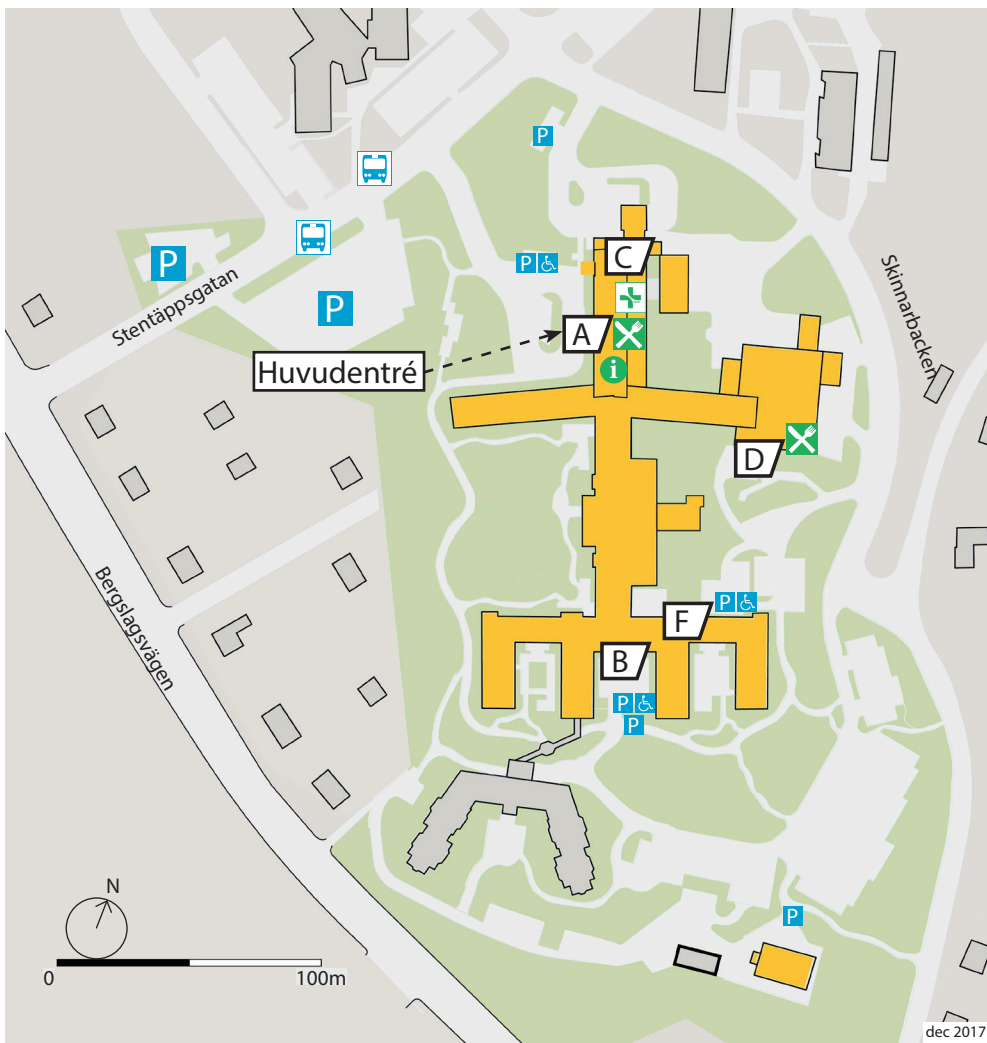 P
P
C
Skinnarbacken
P
P
Stentäppsgatan
A
i
Huvudentré
D
Bergslagsvägen
P
F
B
P
P
N
P
0
100m
dec 2017